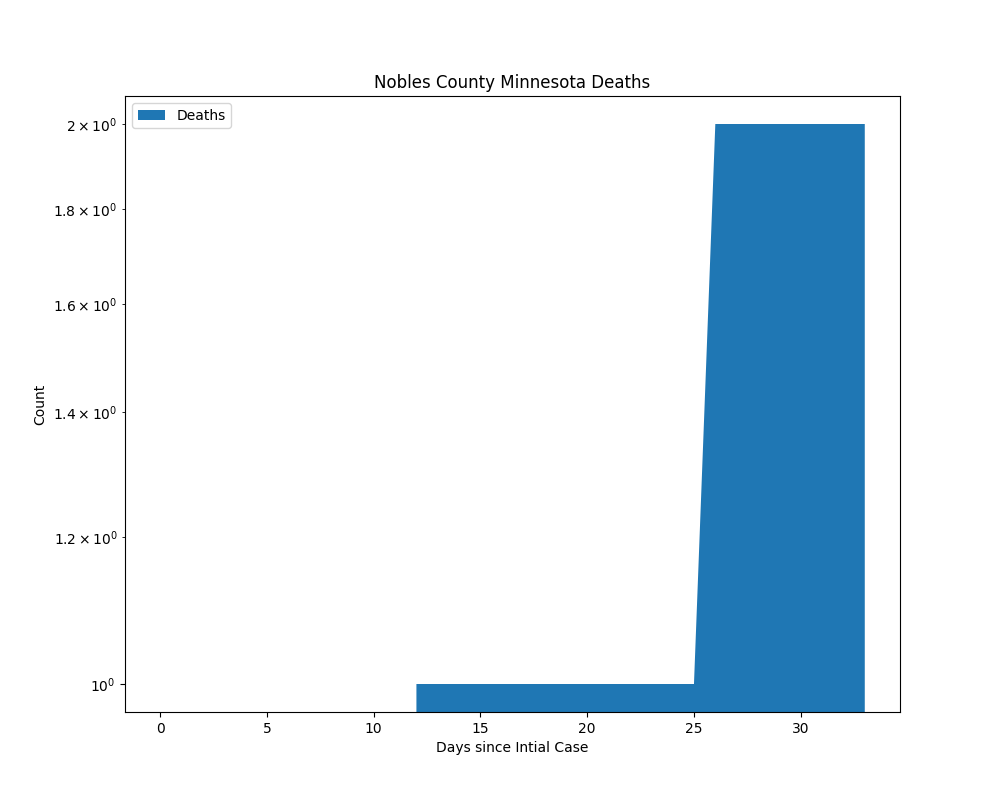 Nobles County Minnesota Deaths
Deaths
2 × 10⁰
1.8 × 10⁰
1.6 × 10⁰
1.4 × 10⁰
1.2 × 10⁰
10⁰
Count
0 5 10 15 20 25 30
Days since Intial Case